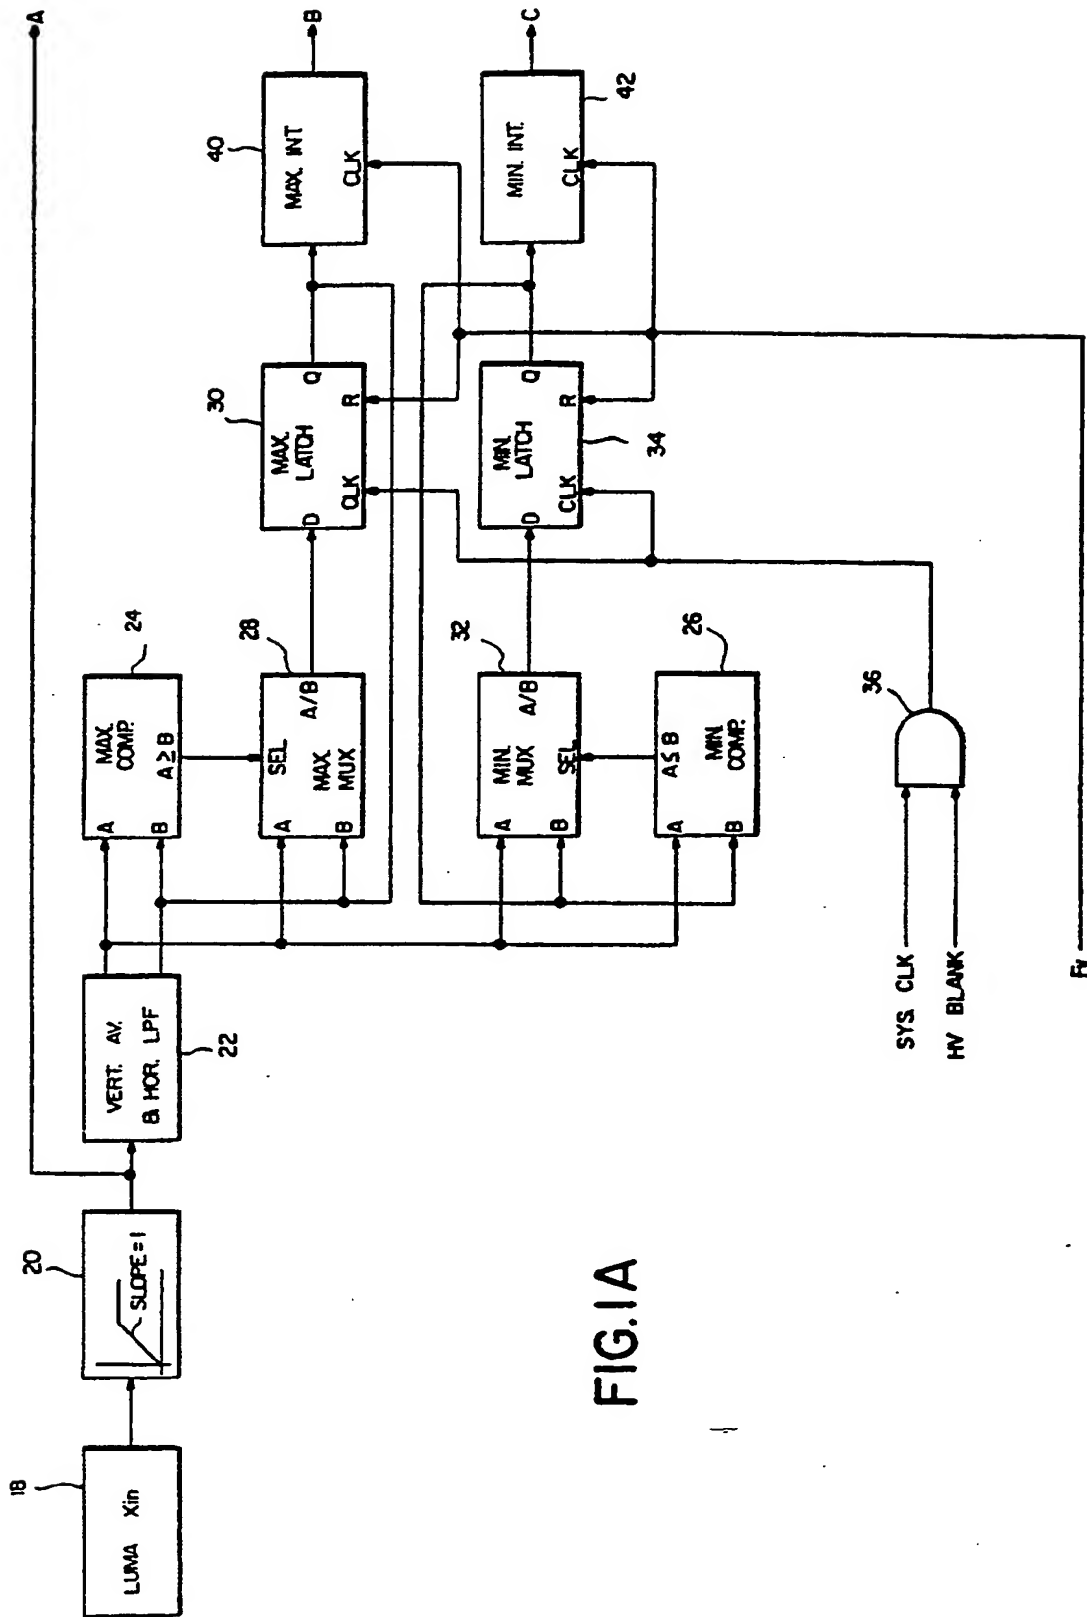 18
LUMA Xin
20
SLOPE = 1
A
VERT. AV.
& HOR. LPF
22
24
MAX.
COMP.
A
B
A ≥ B
28
SEL
A
B
A/B
MAX.
MUX
30
MAX.
LATCH
D
Q
CLK
R
40
MAX. INT
CLK
B
32
MIN.
MUX
A
B
A/B
SEL
26
A ≤ B
A
B
MIN.
COMP.
MIN.
LATCH
D
Q
CLK
R
34
MIN. INT.
CLK
42
C
36
SYS. CLK
HV BLANK
Fv
FIG.1A